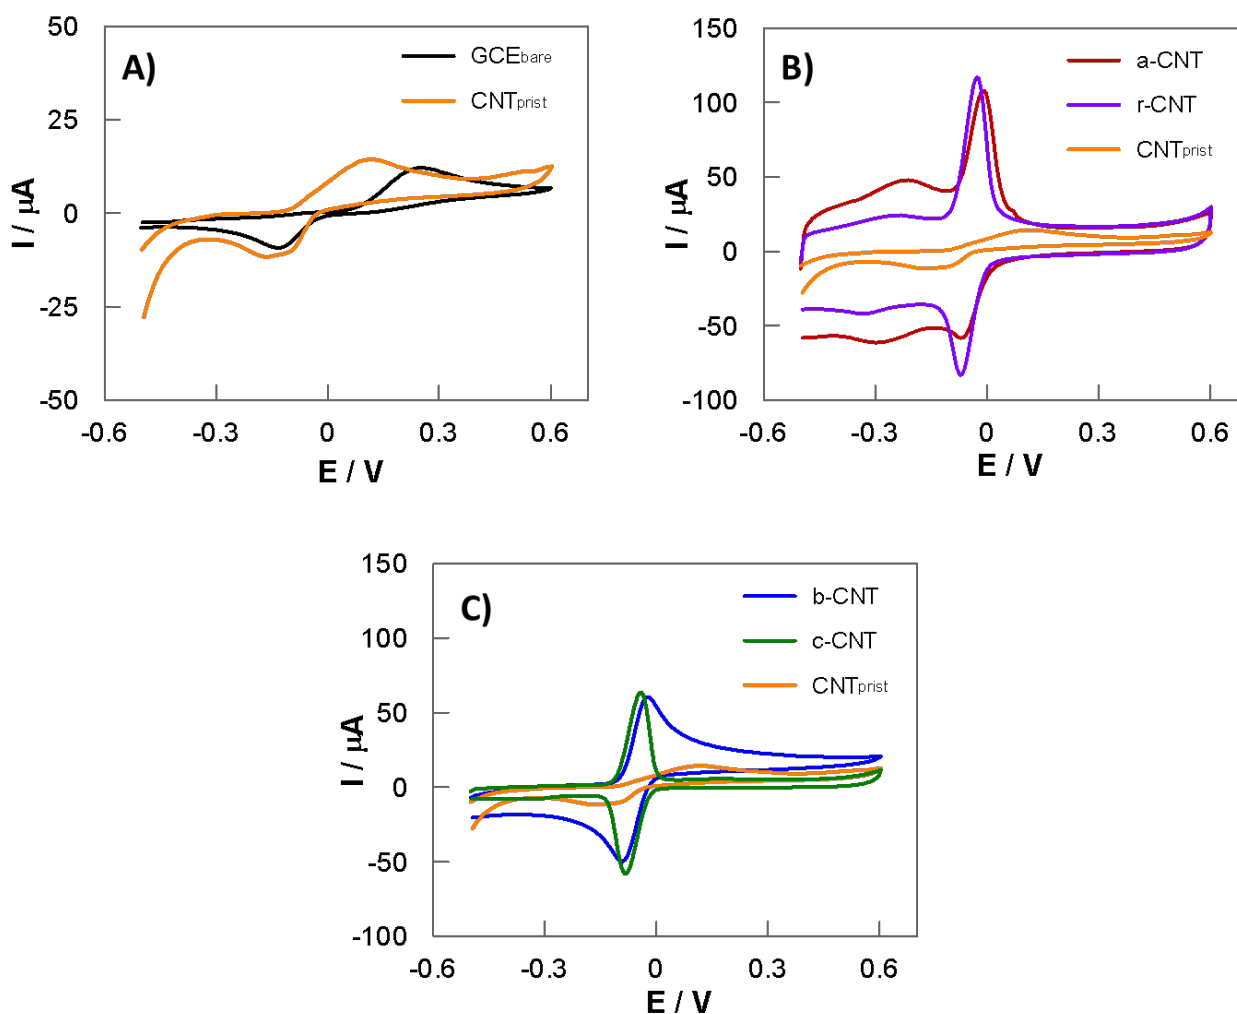 A)
GCEbare
CNTprist
50
25
0
-25
-50
I / μA
-0.6 -0.3 0 0.3 0.6
E / V
B)
a-CNT
r-CNT
CNTprist
150
100
50
0
-50
-100
I / μA
-0.6 -0.3 0 0.3 0.6
E / V
C)
b-CNT
c-CNT
CNTprist
150
100
50
0
-50
-100
I / μA
-0.6 -0.3 0 0.3 0.6
E / V